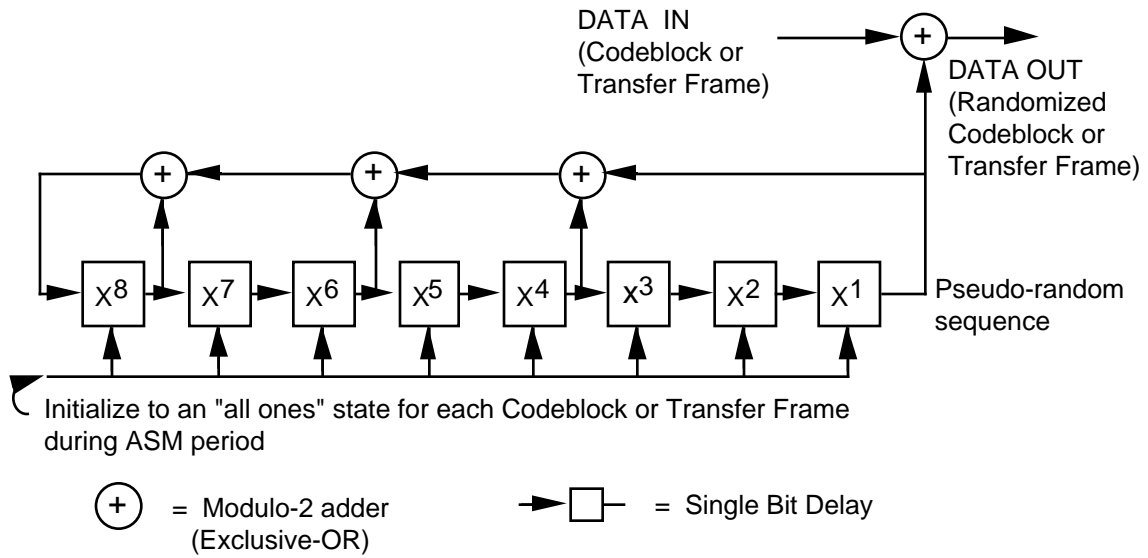 DATA IN
(Codeblock or
Transfer Frame)
+
DATA OUT
(Randomized
Codeblock or
Transfer Frame)
+ + +
X8 X7 X6 X5 X4 x3 X2 X1
Pseudo-random
sequence
Initialize to an "all ones" state for each Codeblock or Transfer Frame
during ASM period
+ = Modulo-2 adder
(Exclusive-OR)
= Single Bit Delay